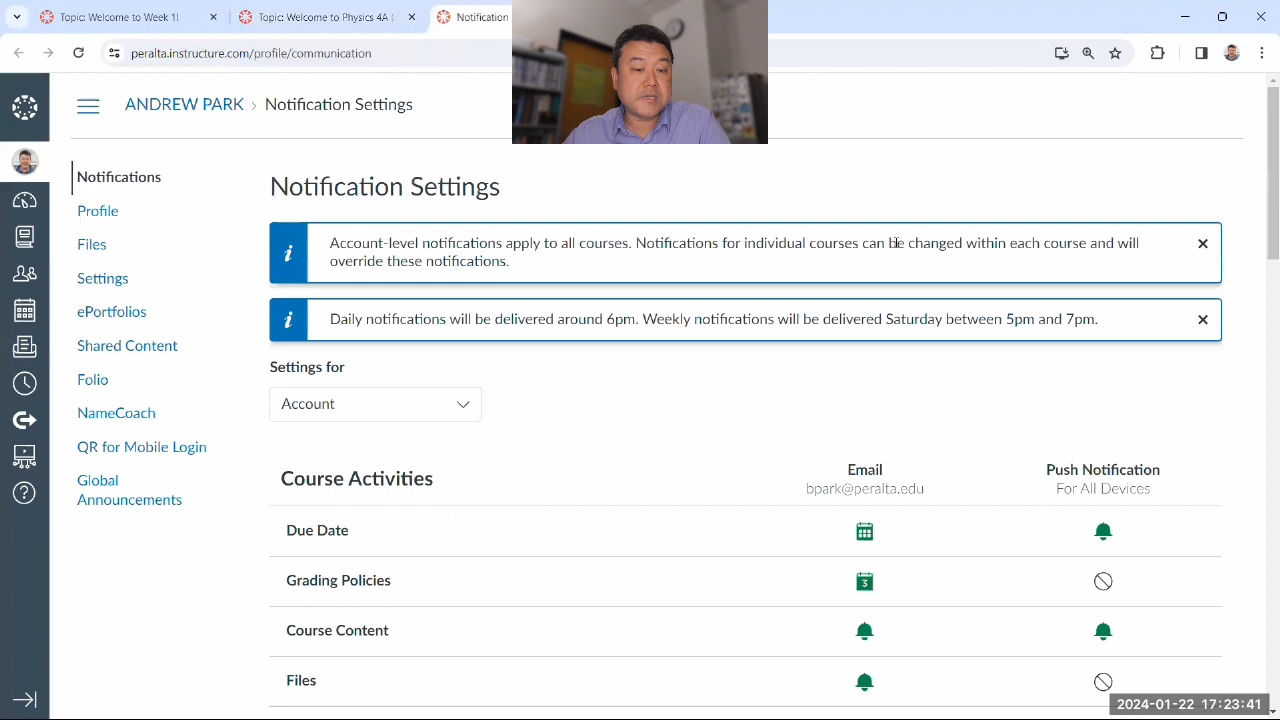 Topic 1: Welcome to
Topic: Topic 1: Physics 4A
Notification
peralta.instructure.com/profile/communication
ANDREW PARK › Notification Settings
Notifications
Profile
Files
Settings
ePortfolios
Shared Content
Folio
NameCoach
QR for Mobile Login
Global
Announcements
Notification Settings
Account-level notifications apply to all courses. Notifications for individual courses can be changed within each course and will
override these notifications.
Daily notifications will be delivered around 6pm. Weekly notifications will be delivered Saturday between 5pm and 7pm.
Settings for
Account
Course Activities
Email
bpark@peralta.edu
Push Notification
For All Devices
Due Date
Grading Policies
3
Course Content
Files
2024-01-22 17:23:41